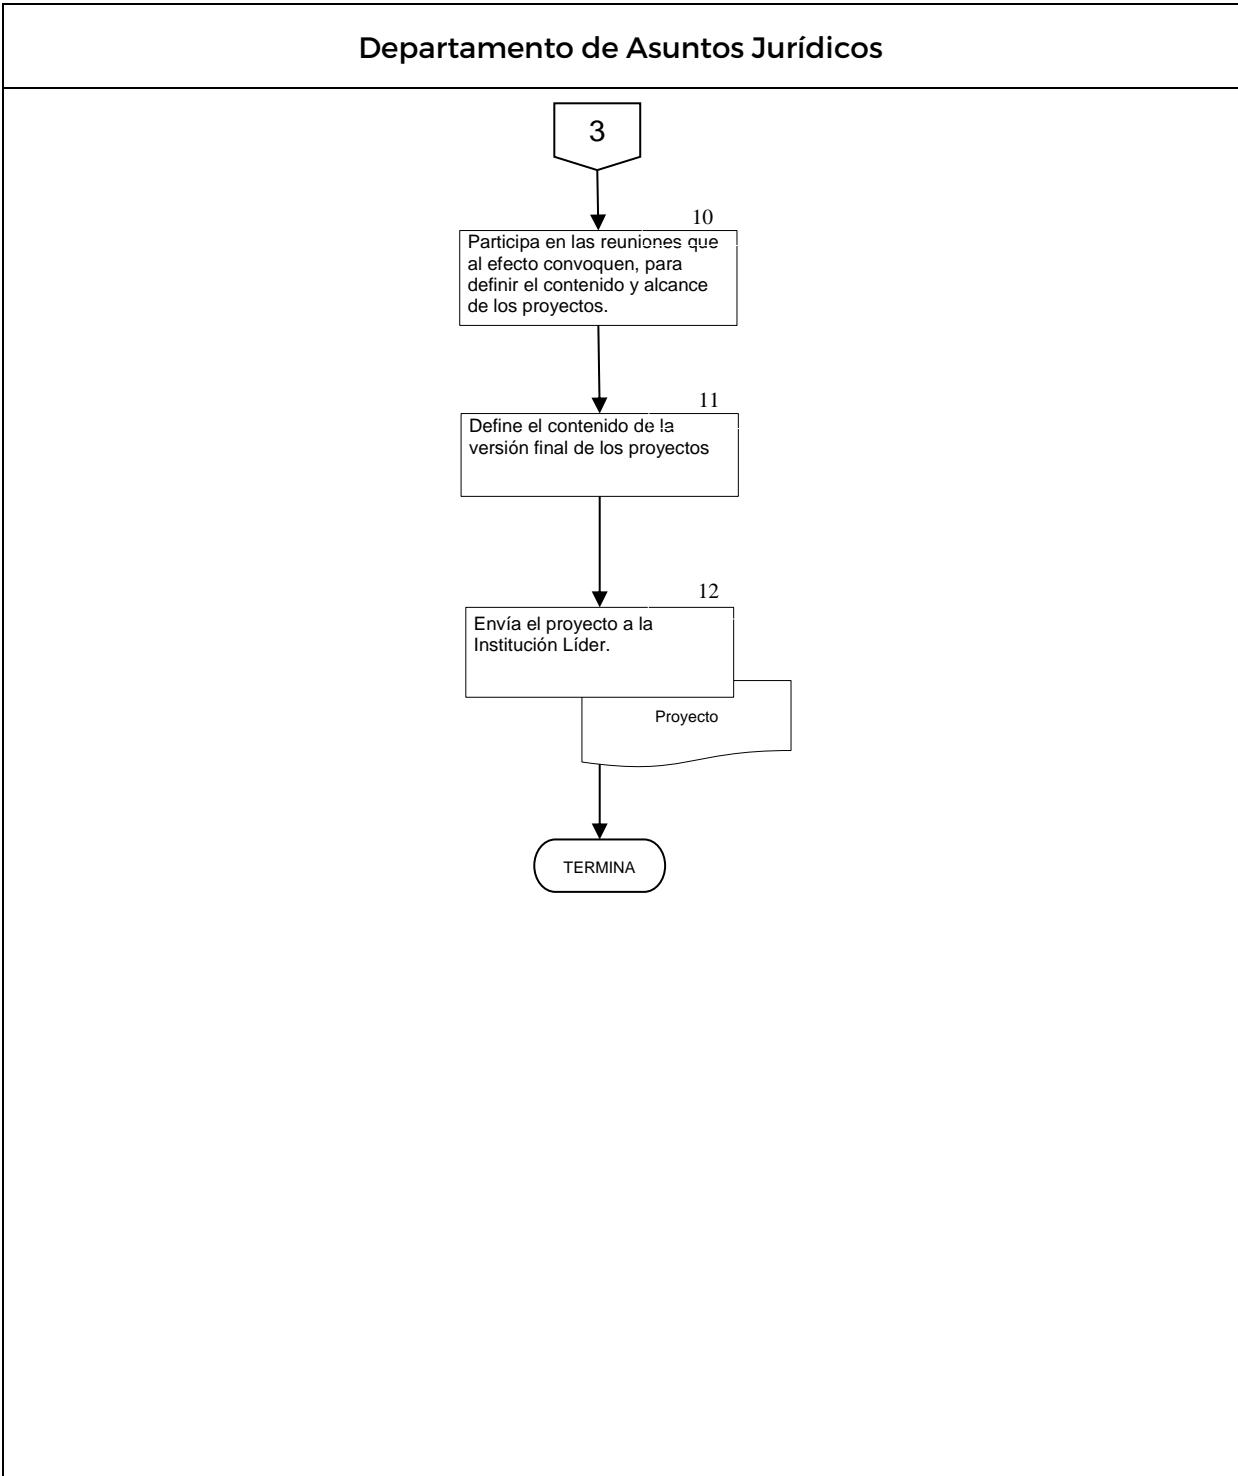 Departamento de Asuntos Jurídicos
3
10
Participa en las reuniones que
al efecto convoquen, para
definir el contenido y alcance
de los proyectos.
11
Define el contenido de la
versión final de los proyectos
12
Envía el proyecto a la
Institución Líder.
Proyecto
TERMINA